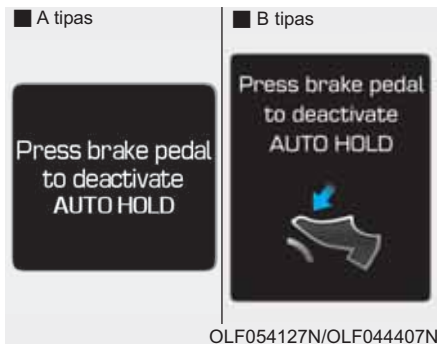 ■ A tipas
■ B tipas
Press brake pedal
to deactivate
AUTO HOLD
Press brake pedal
to deactivate
AUTO HOLD
OLF054127N/OLF044407N